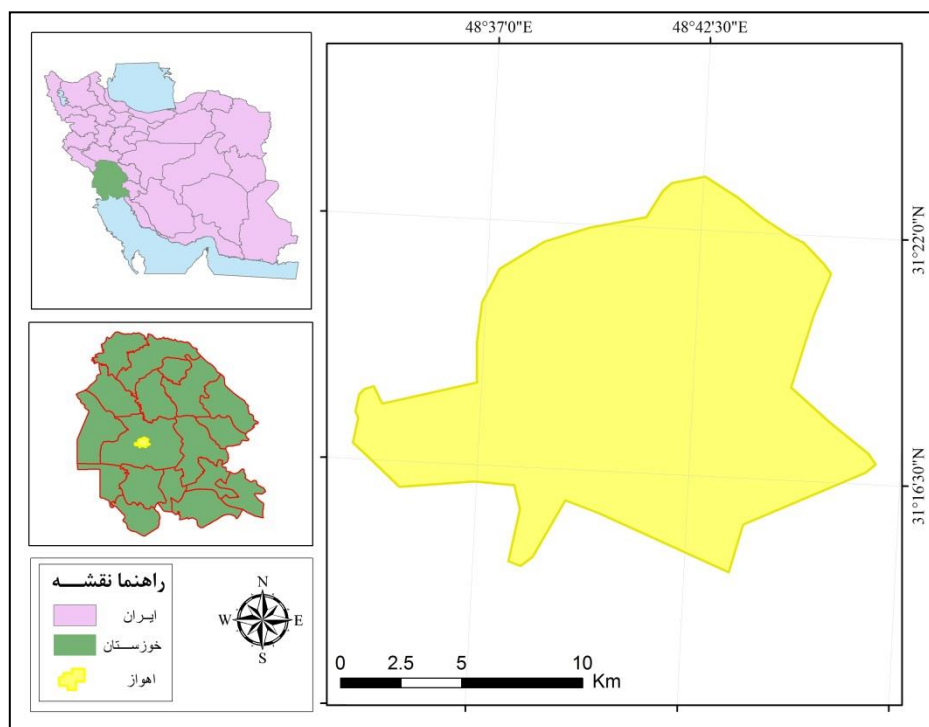 48°37'0"E
48°42'30"E
31°22'0"N
31°16'30"N
راهنما نقشــه
ایـران
خوزسـتان
اهواز
N
W
E
S
0 2.5 5 10
Km